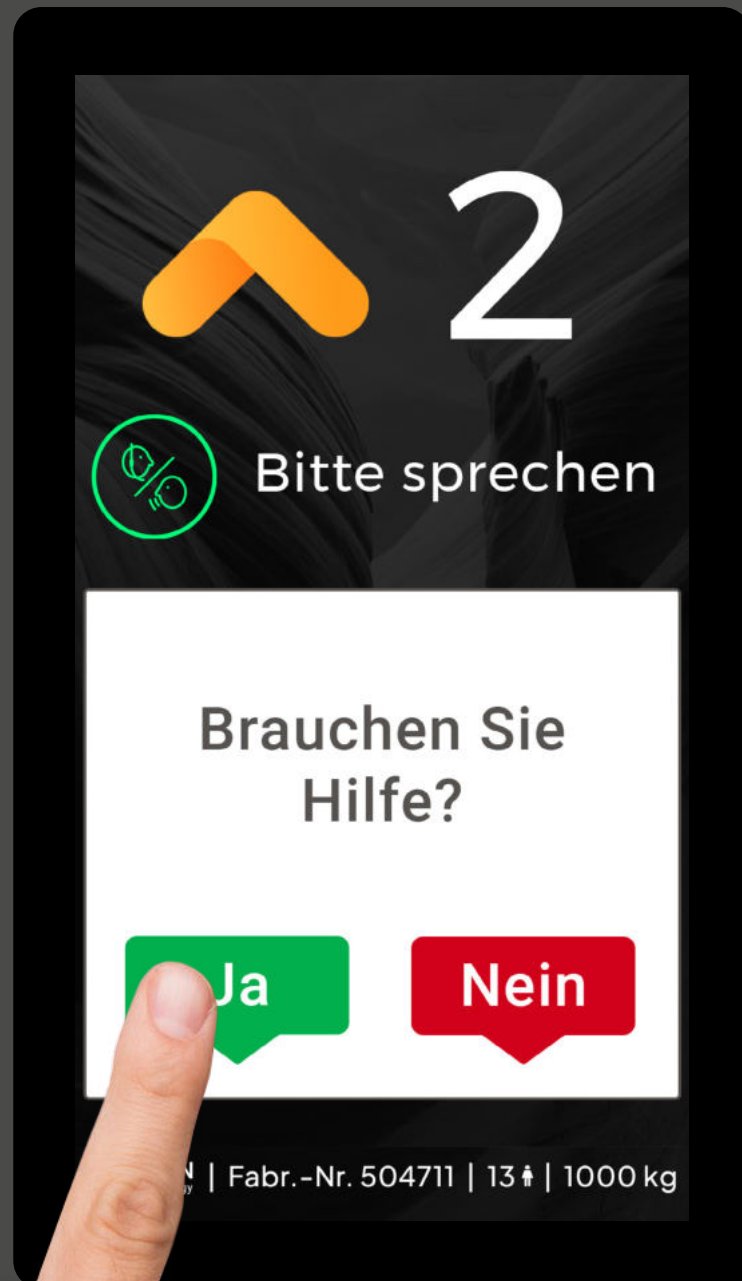 2
Bitte sprechen
Brauchen Sie
Hilfe?
Ja Nein
| Fabr.-Nr. 504711 | 13 | 1000 kg